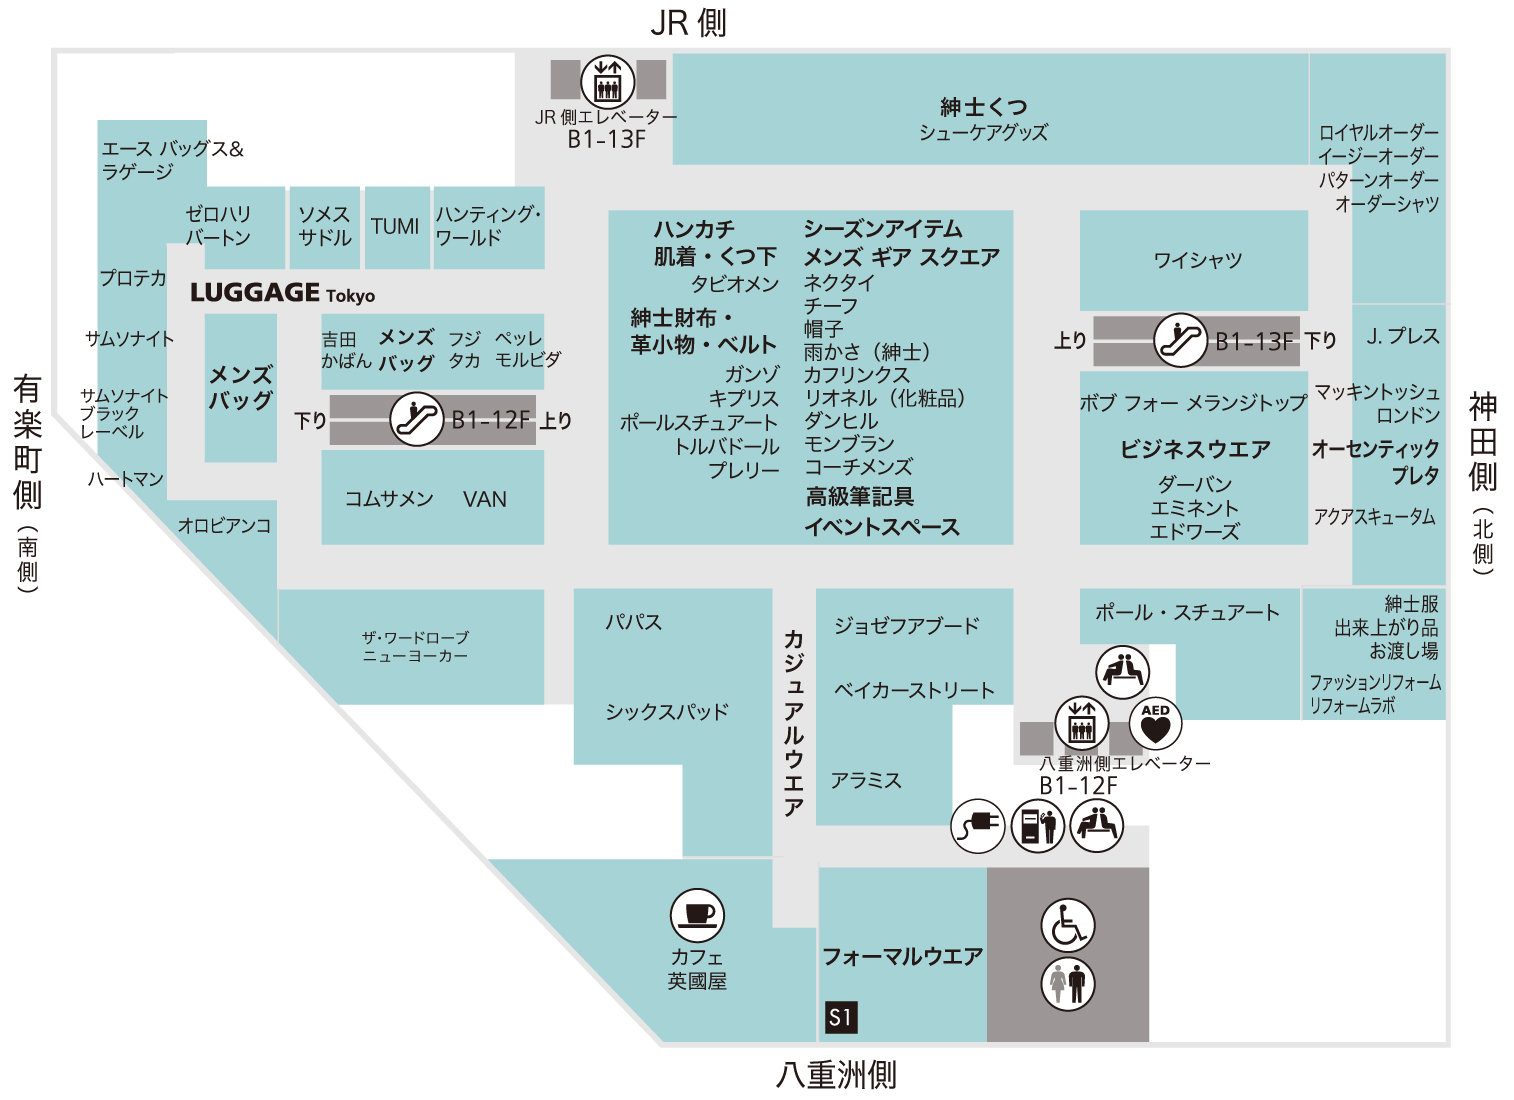 JR 側
JR 側エレベーター
B1-13F
紳士くつ
シューケアグッズ
ロイヤルオーダー
イージーオーダー
パターンオーダー
オーダーシャツ
エース バッグス&
ラゲージ
ゼロハリ
バートン
ソメス
サドル
TUMI
ハンティング・
ワールド
プロテカ
LUGGAGE Tokyo
サムソナイト
サムソナイト
ブラック
レーベル
ハートマン
オロビアンコ
メンズ
バッグ
吉田
かばん
メンズ
バッグ
フジ
タカ
ペッレ
モルビダ
下り
B1-12F
上り
コムサメン
VAN
ハンカチ
肌着・くつ下
タビオメン
紳士財布・
革小物・ベルト
ガンゾ
キプリス
ポールスチュアート
トルバドール
プレリー
シーズンアイテム
メンズ ギア スクエア
ネクタイ
チーフ
帽子
雨かさ（紳士）
カフリンクス
リオネル（化粧品）
ダンヒル
モンブラン
コーチメンズ
高級筆記具
イベントスペース
ワイシャツ
上り
B1-13F
下り
J. プレス
ボブ フォー メランジトップ
ビジネスウエア
ダーバン
エミネント
エドワーズ
マッキントッシュ
ロンドン
オーセンティック
プレタ
アクアスキュータム
有楽町側（南側）
神田側（北側）
ザ・ワードローブ
ニューヨーカー
パパス
シックスパッド
カジュアルウエア
ジョゼフアブード
ベイカーストリート
アラミス
ポール・スチュアート
紳士服
出来上がり品
お渡し場
ファッションリフォーム
リフォームラボ
AED
八重洲側エレベーター
B1-12F
カフェ
英國屋
フォーマルウエア
S1
八重洲側